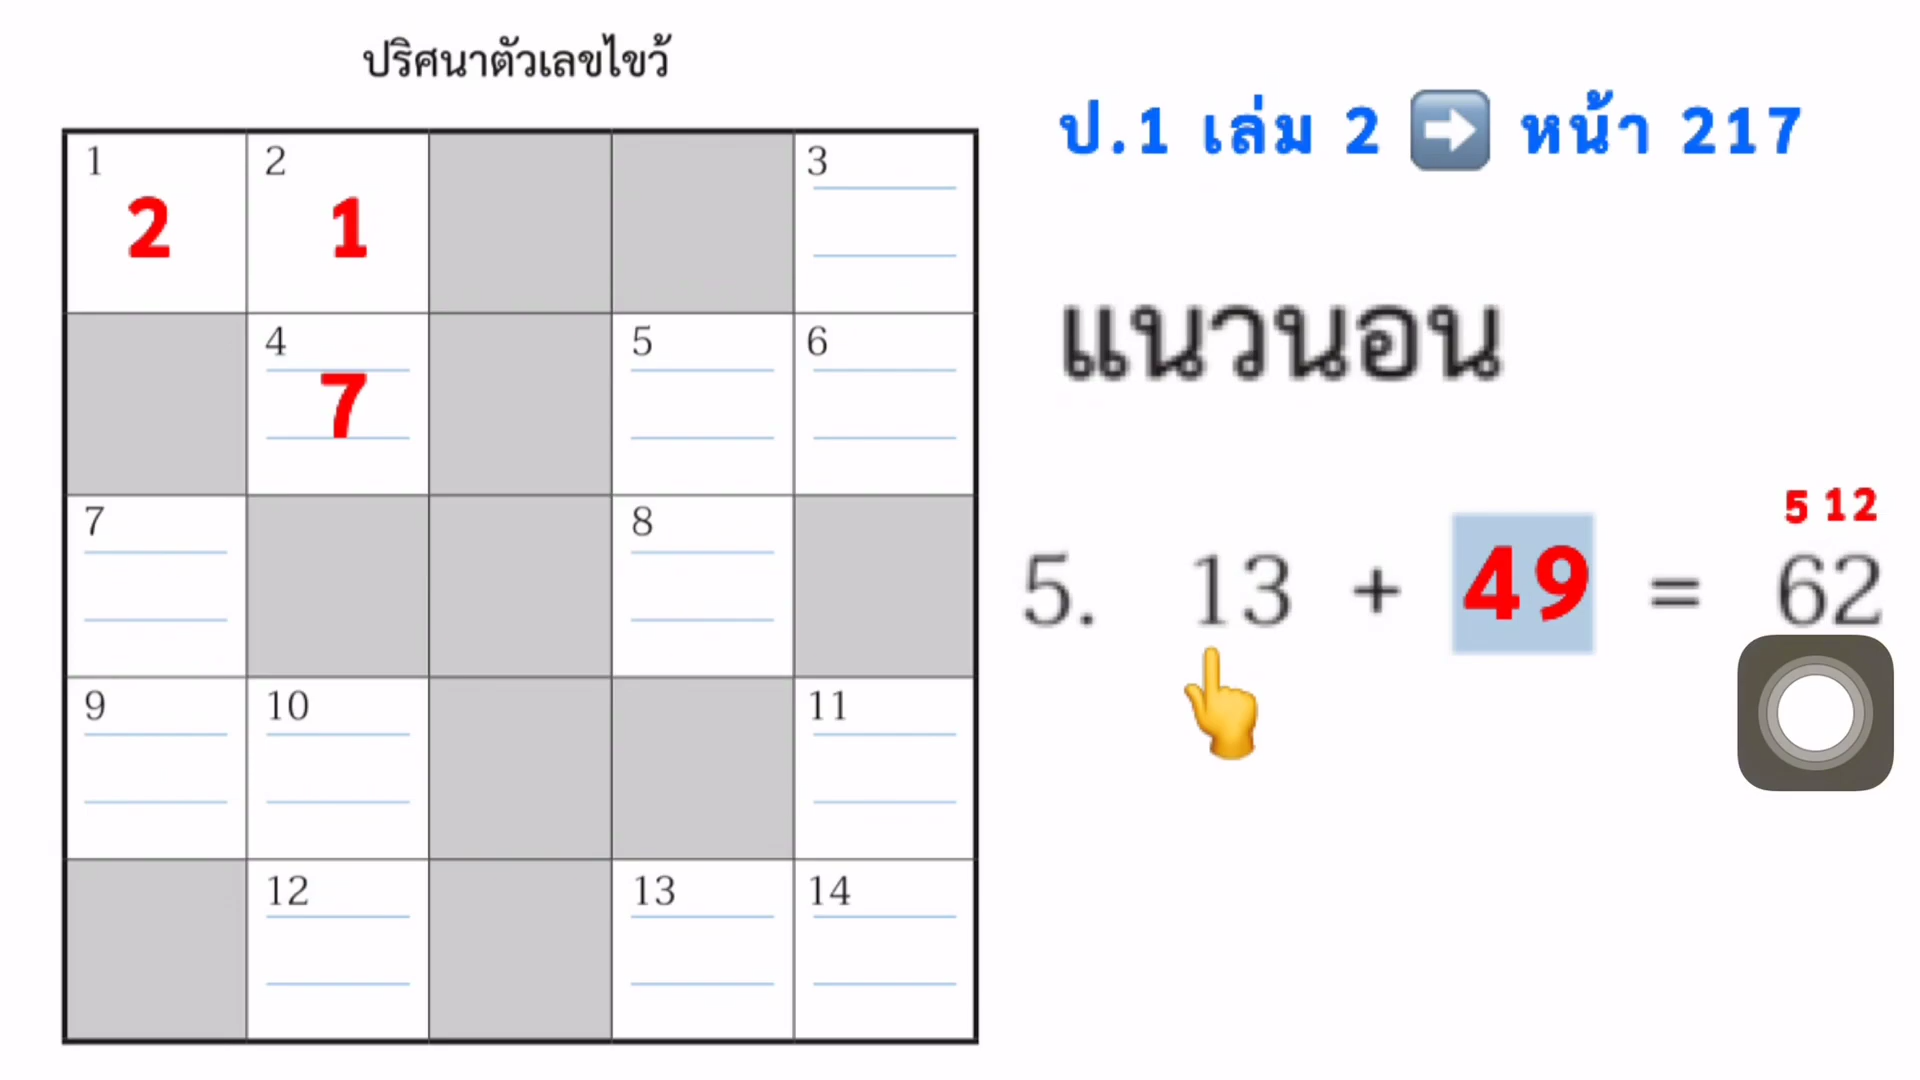 ปริศนาตัวเลขไขว้
ป.1 เล่ม 2 ➡ หน้า 217
1 2 3
2 1
แนวนอน
4 5 6
7
7 8
5 12
5. 13 + 49 = 62
9 10 11
12 13 14